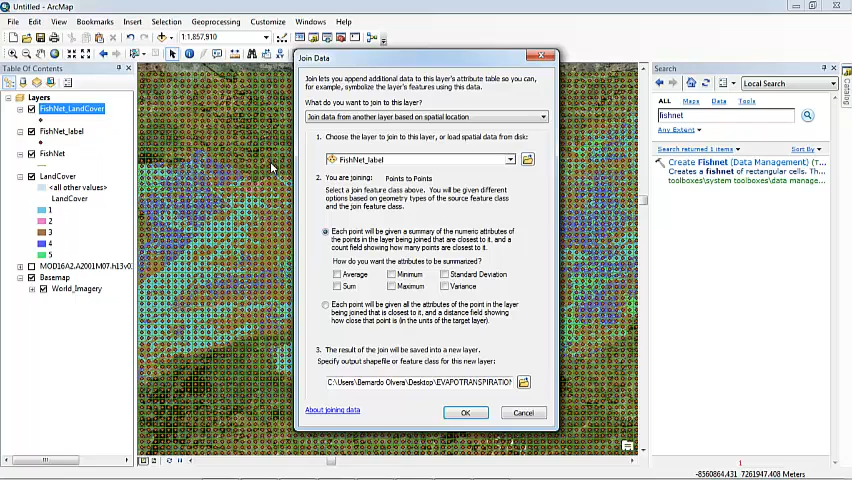 Untitled - ArcMap
File Edit View Bookmarks Insert Selection Geoprocessing Customize Windows Help
1:1,857,910
Table Of Contents
Layers
FishNet_LandCover
FishNet_label
FishNet
LandCover
<all other values>
LandCover
1
2
3
4
5
MOD16A2.A2001M07.h13v0
Basemap
World_Imagery
Join Data
Join lets you append additional data to this layer's attribute table so you can,
for example, symbolize the layer's features using this data.
What do you want to join to this layer?
Join data from another layer based on spatial location
1. Choose the layer to join to this layer, or load spatial data from disk:
FishNet_label
2. You are joining: Points to Points
Select a join feature class above. You will be given different
options based on geometry types of the source feature class
and the join feature class.
Each point will be given a summary of the numeric attributes of
the points in the layer being joined that are closest to it, and a
count field showing how many points are closest to it.
How do you want the attributes to be summarized?
Average Minimum Standard Deviation
Sum Maximum Variance
Each point will be given all the attributes of the point in the layer
being joined that is closest to it, and a distance field showing
how close that point is (in the units of the target layer).
3. The result of the join will be saved into a new layer.
Specify output shapefile or feature class for this new layer:
C:\Users\Bernardo Olvera\Desktop\EVAPOTRANSPIRATION
About joining data
OK Cancel
Search
Local Search
ALL Maps Data Tools
fishnet
Any Extent
Search returned 1 items
Create Fishnet (Data Management) (T...
Creates a fishnet of rectangular cells. Th...
toolboxes\system toolboxes\data manage...
Catalog
1
-8560864.431 7261947.408 Meters